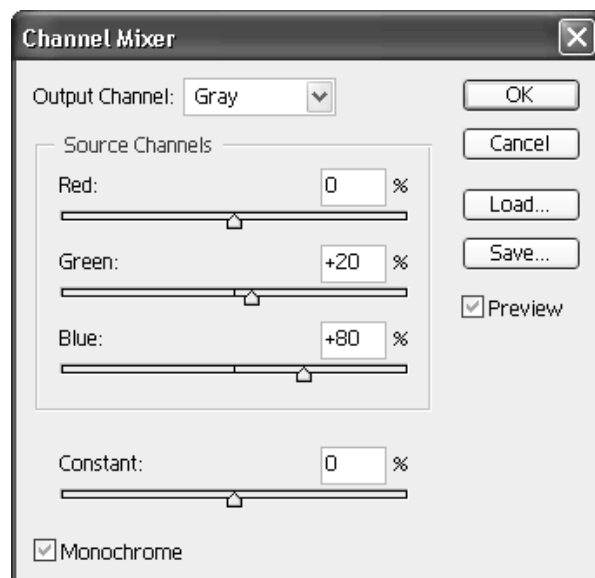 Channel Mixer
Output Channel: Gray
OK
Source Channels
Cancel
Red: 0 %
Load...
Green: +20 %
Save...
Preview
Blue: +80 %
Constant: 0 %
Monochrome